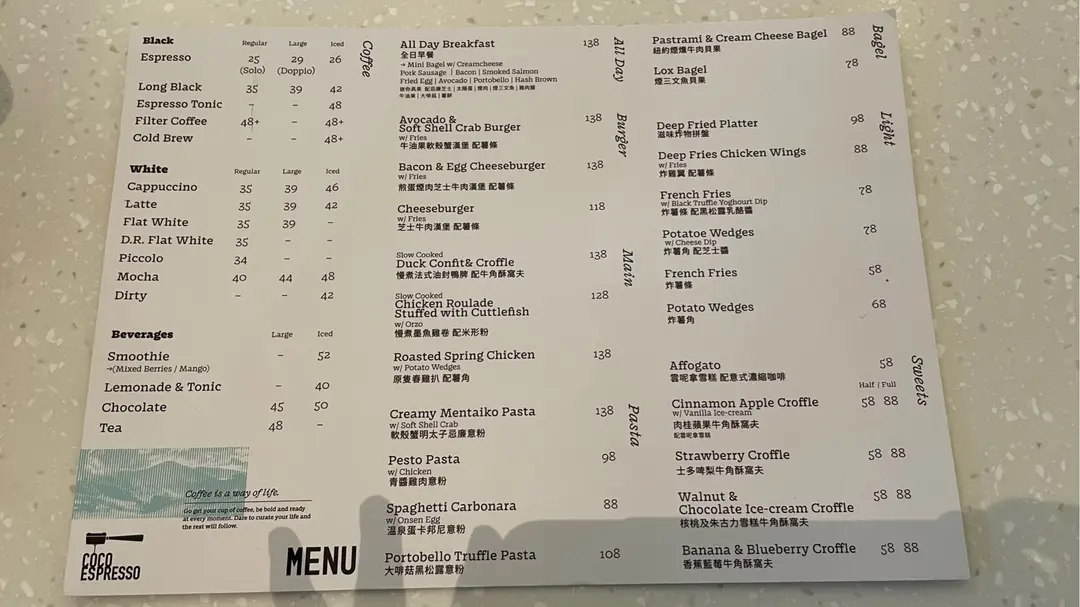 Coffee
Black Regular Large Iced
Espresso 25 29 26
(Solo) (Doppio)
Long Black 35 39 42
Espresso Tonic - - 48
Filter Coffee 48+ - 48+
Cold Brew 48+
White Regular Large Iced
Cappuccino 35 39 46
Latte 35 39 42
Flat White 35 39 -
D.R. Flat White 35 - -
Piccolo 34 - -
Mocha 40 44 48
Dirty - - 42
Beverages Large Iced
Smoothie - 52
→(Mixed Berries / Mango)
Lemonade & Tonic - 40
Chocolate 45 50
Tea 48 -
Coffee is a way of life.
Go get your cup of coffee, be bold and ready
at every moment. Dare to curate your life and
the rest will follow.
COCO
ESPRESSO
MENU
All Day
All Day Breakfast 138
全日早餐
→ Mini Bagel w/ Creamcheese
Pork Sausage | Bacon | Smoked Salmon
Fried Egg | Avocado | Portobello | Hash Brown
Burger
Avocado &
Soft Shell Crab Burger 138
w/ Fries
牛油果軟殼蟹漢堡 配薯條
Bacon & Egg Cheeseburger 138
w/ Fries
煎蛋煙肉芝士牛肉漢堡 配薯條
Cheeseburger 118
w/ Fries
芝士牛肉漢堡 配薯條
Main
Slow Cooked
Duck Confit& Croffle 138
慢煮法式油封鴨脾 配牛角酥窩夫
Slow Cooked
Chicken Roulade 128
Stuffed with Cuttlefish
w/ Orzo
慢煮墨魚雞卷 配米形粉
Roasted Spring Chicken 138
w/ Potato Wedges
原隻春雞扒 配薯角
Pasta
Creamy Mentaiko Pasta 138
w/ Soft Shell Crab
軟殼蟹明太子忌廉意粉
Pesto Pasta 98
w/ Chicken
青醬雞肉意粉
Spaghetti Carbonara 88
w/ Onsen Egg
溫泉蛋卡邦尼意粉
Portobello Truffle Pasta 108
大啡菇黑松露意粉
Bagel
Pastrami & Cream Cheese Bagel 88
紐約煙燻牛肉貝果
Lox Bagel 78
煙三文魚貝果
Light
Deep Fried Platter 98
滋味炸物拼盤
Deep Fries Chicken Wings 88
w/ Fries
炸雞翼 配薯條
French Fries 78
w/ Black Truffle Yoghourt Dip
炸薯條 配黑松露乳酪醬
Potatoe Wedges 78
w/ Cheese Dip
炸薯角 配芝士醬
French Fries 58
炸薯條
Potato Wedges 68
炸薯角
Sweets
Affogato 58
雲呢拿雪糕 配意式濃縮咖啡
Half / Full
Cinnamon Apple Croffle 58 88
w/ Vanilla Ice-cream
肉桂蘋果牛角酥窩夫
配雲呢拿雪糕
Strawberry Croffle 58 88
士多啤梨牛角酥窩夫
Walnut & 58 88
Chocolate Ice-cream Croffle
核桃及朱古力雪糕牛角酥窩夫
Banana & Blueberry Croffle 58 88
香蕉藍莓牛角酥窩夫